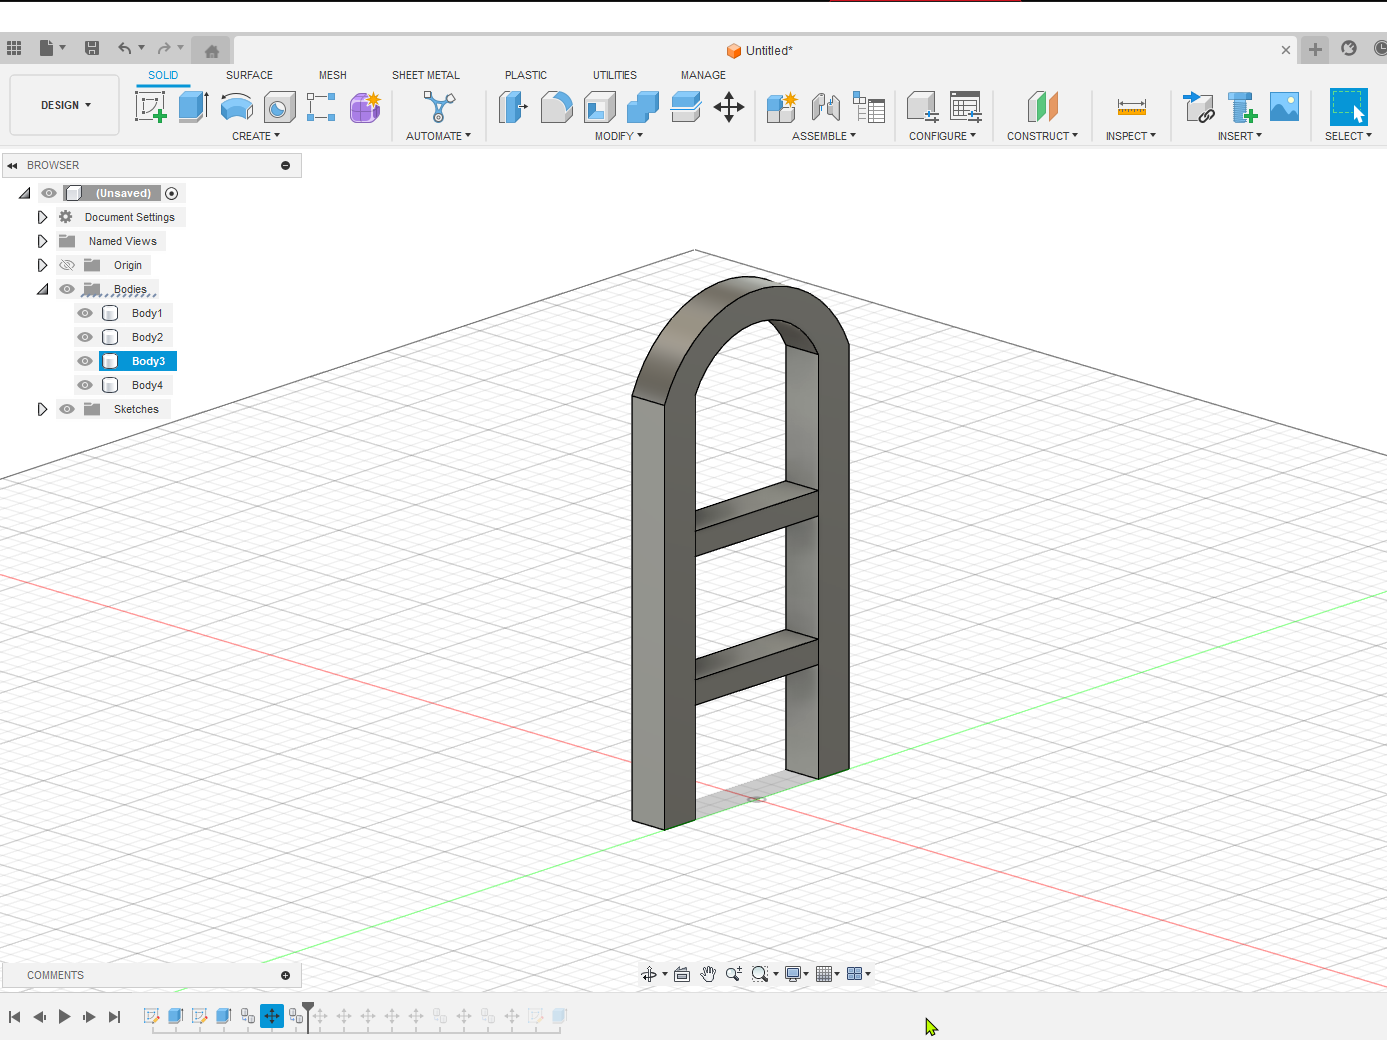 Untitled*
SOLID SURFACE MESH SHEET METAL PLASTIC UTILITIES MANAGE
DESIGN
CREATE AUTOMATE MODIFY ASSEMBLE CONFIGURE CONSTRUCT INSPECT INSERT SELECT
BROWSER
(Unsaved)
Document Settings
Named Views
Origin
Bodies
Body1
Body2
Body3
Body4
Sketches
COMMENTS